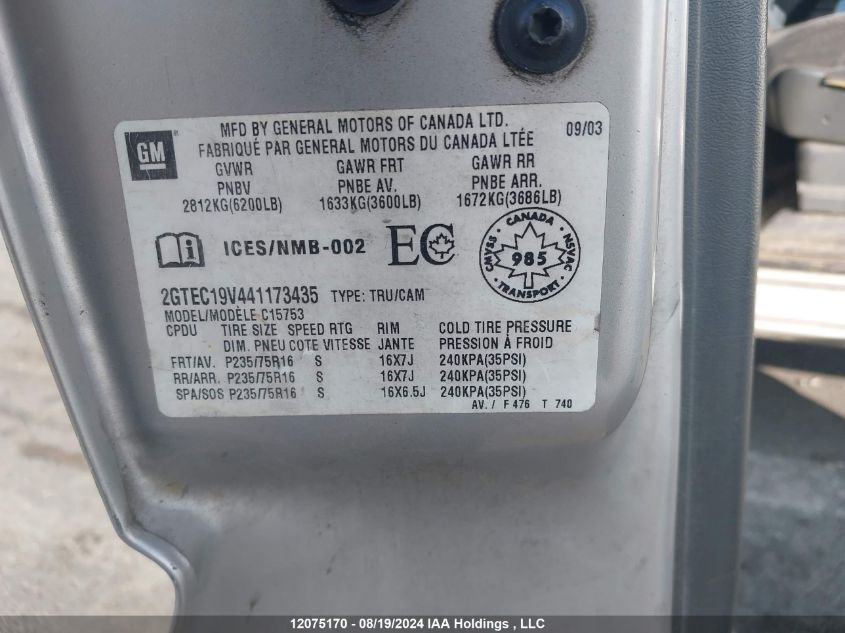 GM
MFD BY GENERAL MOTORS OF CANADA LTD. 09/03
FABRIQUÉ PAR GENERAL MOTORS DU CANADA LTÉE
GVWR GAWR FRT GAWR RR
PNBV PNBE AV. PNBE ARR.
2812KG(6200LB) 1633KG(3600LB) 1672KG(3686LB)
ICES/NMB-002 EC
CANADA
CMVSS NSVAC
985
TRANSPORT
2GTEC19V441173435 TYPE: TRU/CAM
MODEL/MODÈLE C15753
CPDU TIRE SIZE SPEED RTG RIM COLD TIRE PRESSURE
DIM. PNEU COTE VITESSE JANTE PRESSION À FROID
FRT/AV. P235/75R16 S 16X7J 240KPA(35PSI)
RR/ARR. P235/75R16 S 16X7J 240KPA(35PSI)
SPA/SOS P235/75R16 S 16X6.5J 240KPA(35PSI)
AV. / F 476 T 740
12075170 - 08/19/2024 IAA Holdings , LLC